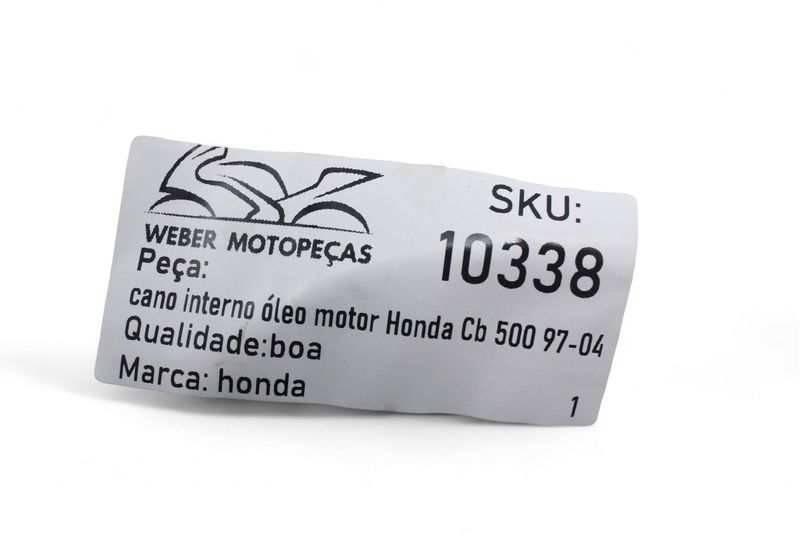 WEBER MOTOPEÇAS
SKU:
10338
Peça:
cano interno óleo motor Honda Cb 500 97-04
Qualidade:boa
Marca: honda
1